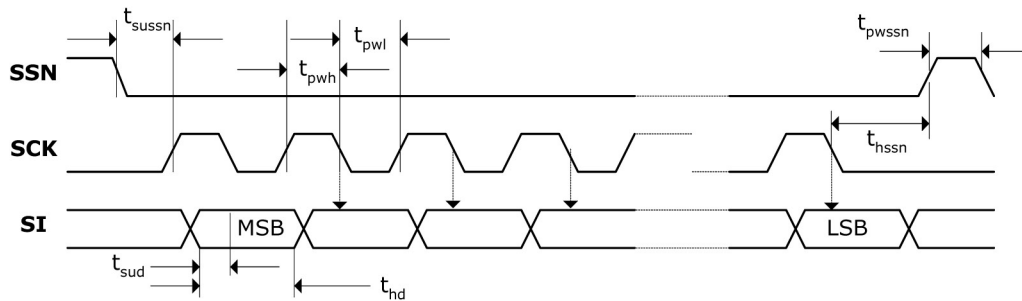 t_sussn
t_pwl
t_pwh
t_pwssn
SSN
SCK
t_hssn
SI
MSB
LSB
t_sud
t_hd